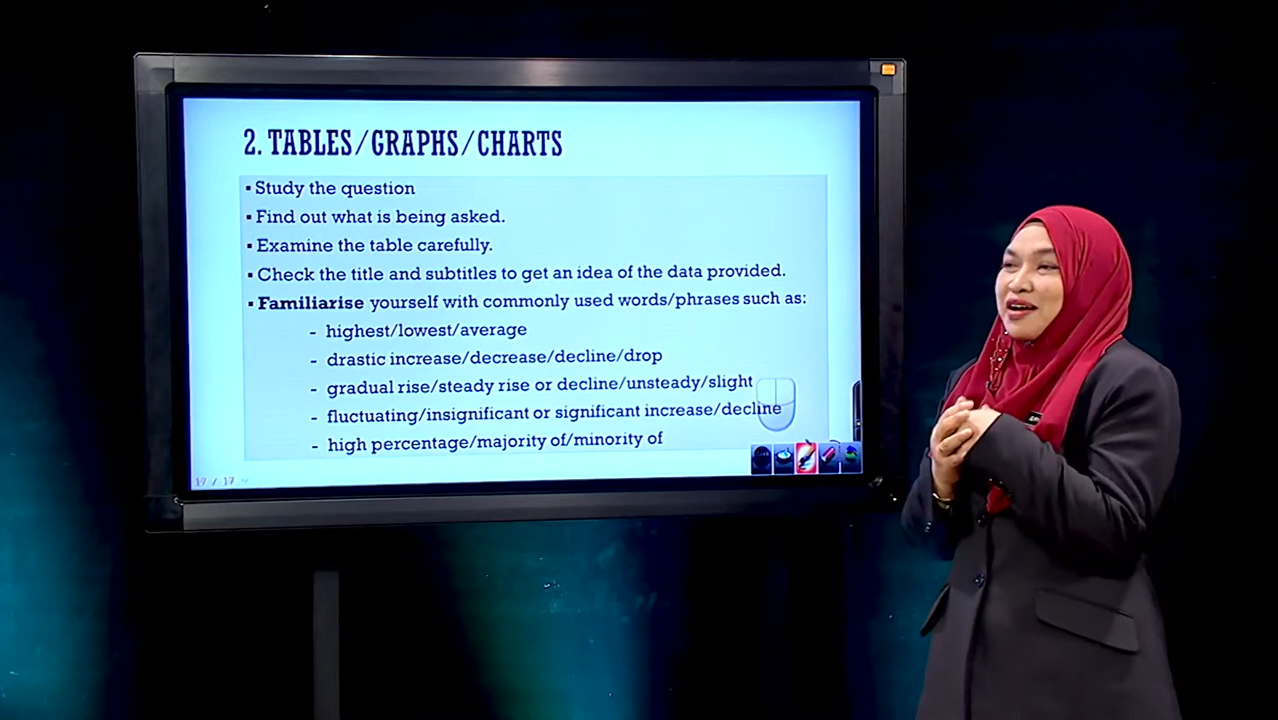 2. TABLES/GRAPHS/CHARTS
▪ Study the question
▪ Find out what is being asked.
▪ Examine the table carefully.
▪ Check the title and subtitles to get an idea of the data provided.
▪ Familiarise yourself with commonly used words/phrases such as:
- highest/lowest/average
- drastic increase/decrease/decline/drop
- gradual rise/steady rise or decline/unsteady/slight
- fluctuating/insignificant or significant increase/decline
- high percentage/majority of/minority of
17 / 17